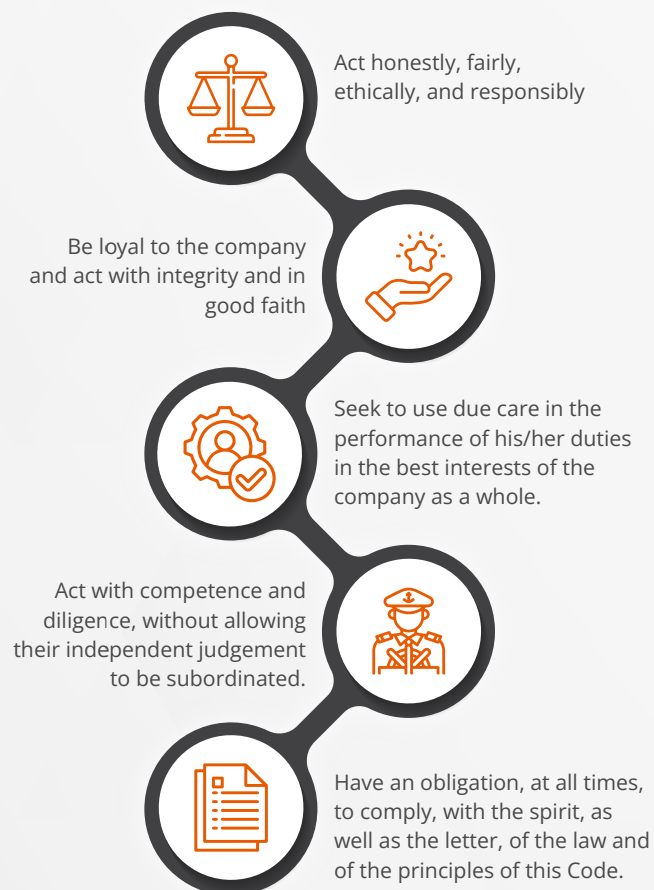 Act honestly, fairly,
ethically, and responsibly
Be loyal to the company
and act with integrity and in
good faith
Seek to use due care in the
performance of his/her duties
in the best interests of the
company as a whole.
Act with competence and
diligence, without allowing
their independent judgement
to be subordinated.
Have an obligation, at all times,
to comply, with the spirit, as
well as the letter, of the law and
of the principles of this Code.